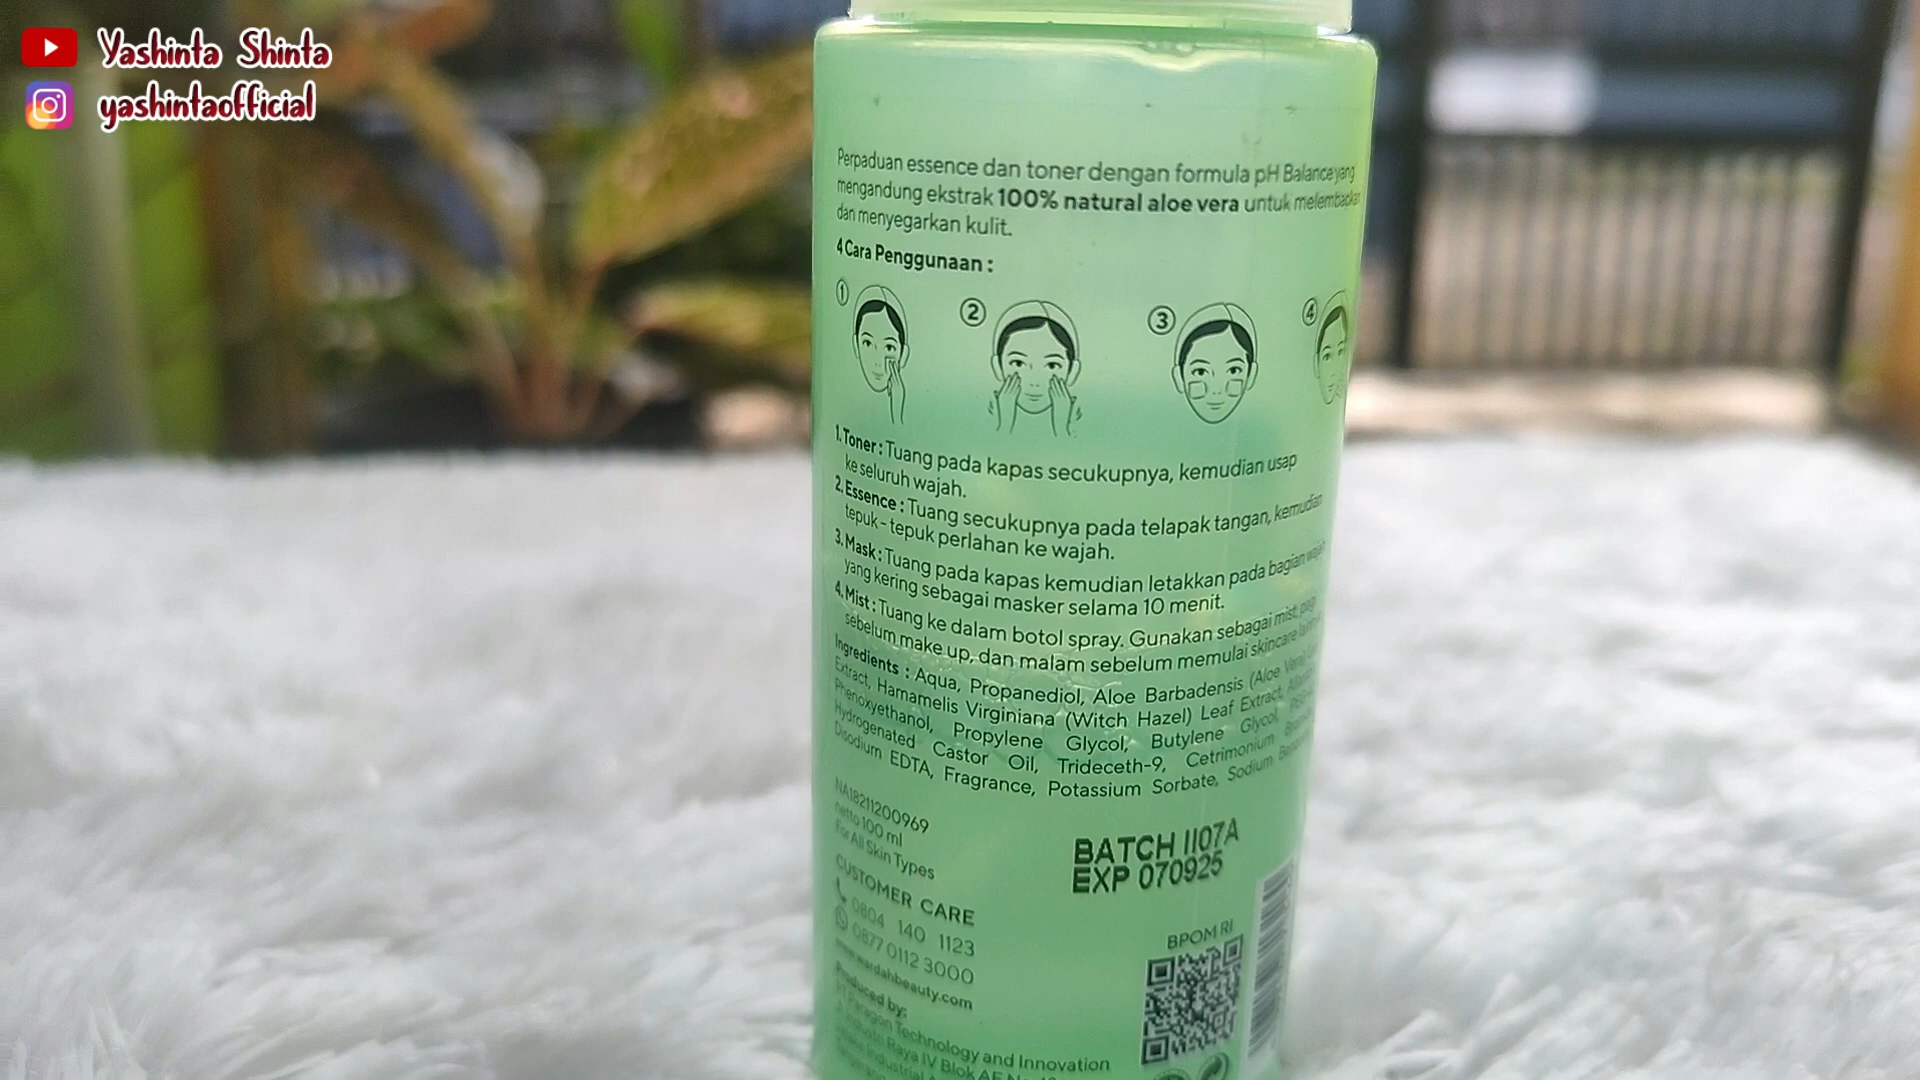 Yashinta Shinta
yashintaofficial
Perpaduan essence dan toner dengan formula pH Balance yang
mengandung ekstrak 100% natural aloe vera untuk melembabkan
dan menyegarkan kulit.
4 Cara Penggunaan :
1
2
3
4
1. Toner : Tuang pada kapas secukupnya, kemudian usap
ke seluruh wajah.
2. Essence : Tuang secukupnya pada telapak tangan, kemudian
tepuk - tepuk perlahan ke wajah.
3. Mask : Tuang pada kapas kemudian letakkan pada bagian wajah
yang kering sebagai masker selama 10 menit.
4. Mist : Tuang ke dalam botol spray. Gunakan sebagai mist pagi
sebelum make up, dan malam sebelum memulai skincare
Ingredients : Aqua, Propanediol, Aloe Barbadensis (Aloe Vera)
Extract, Hamamelis Virginiana (Witch Hazel) Leaf Extract,
Phenoxyethanol, Propylene Glycol, Butylene Glycol,
Hydrogenated Castor Oil, Trideceth-9, Cetrimonium
Disodium EDTA, Fragrance, Potassium Sorbate, Sodium
NA18211200969
netto 100 ml
For All Skin Types
BATCH II07A
EXP 070925
CUSTOMER CARE
0804 140 1123
0877 0112 3000
www.wardahbeauty.com
Produced by:
PT Paragon Technology and Innovation
Industri Raya IV Blok AE
BPOM RI